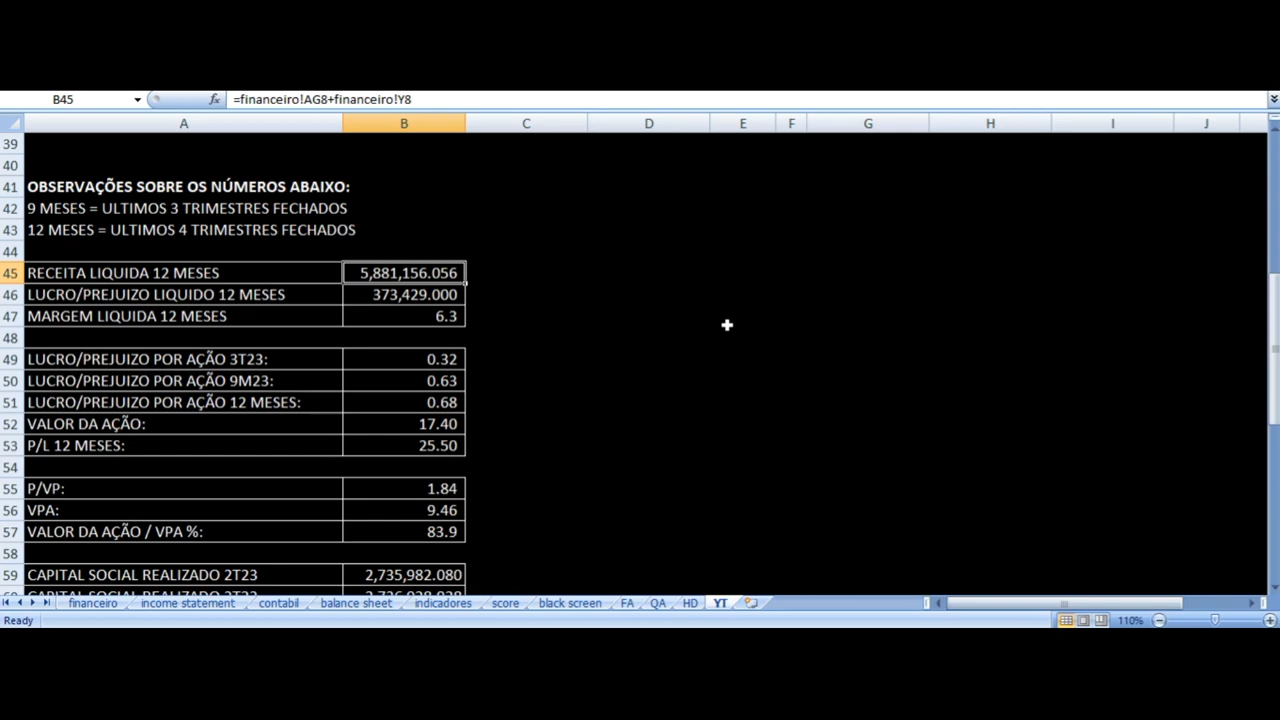 B45 fx =financeiro!AG8+financeiro!Y8
A B C D E F G H I J
39
40
41 OBSERVAÇÕES SOBRE OS NÚMEROS ABAIXO:
42 9 MESES = ULTIMOS 3 TRIMESTRES FECHADOS
43 12 MESES = ULTIMOS 4 TRIMESTRES FECHADOS
44
45 RECEITA LIQUIDA 12 MESES 5,881,156.056
46 LUCRO/PREJUIZO LIQUIDO 12 MESES 373,429.000
47 MARGEM LIQUIDA 12 MESES 6.3
48
49 LUCRO/PREJUIZO POR AÇÃO 3T23: 0.32
50 LUCRO/PREJUIZO POR AÇÃO 9M23: 0.63
51 LUCRO/PREJUIZO POR AÇÃO 12 MESES: 0.68
52 VALOR DA AÇÃO: 17.40
53 P/L 12 MESES: 25.50
54
55 P/VP: 1.84
56 VPA: 9.46
57 VALOR DA AÇÃO / VPA %: 83.9
58
59 CAPITAL SOCIAL REALIZADO 2T23 2,735,982.080
financeiro income statement contabil balance sheet indicadores score black screen FA QA HD YT
Ready 110%